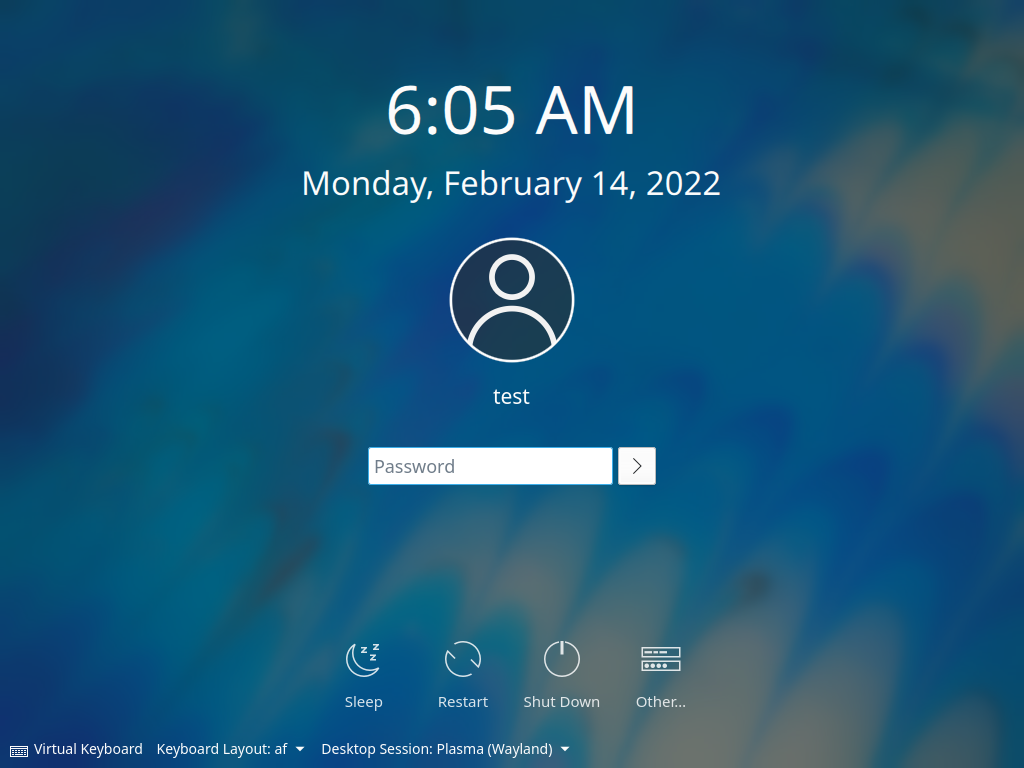 6:05 AM
Monday, February 14, 2022
test
Password
Sleep Restart Shut Down Other...
Virtual Keyboard Keyboard Layout: af Desktop Session: Plasma (Wayland)